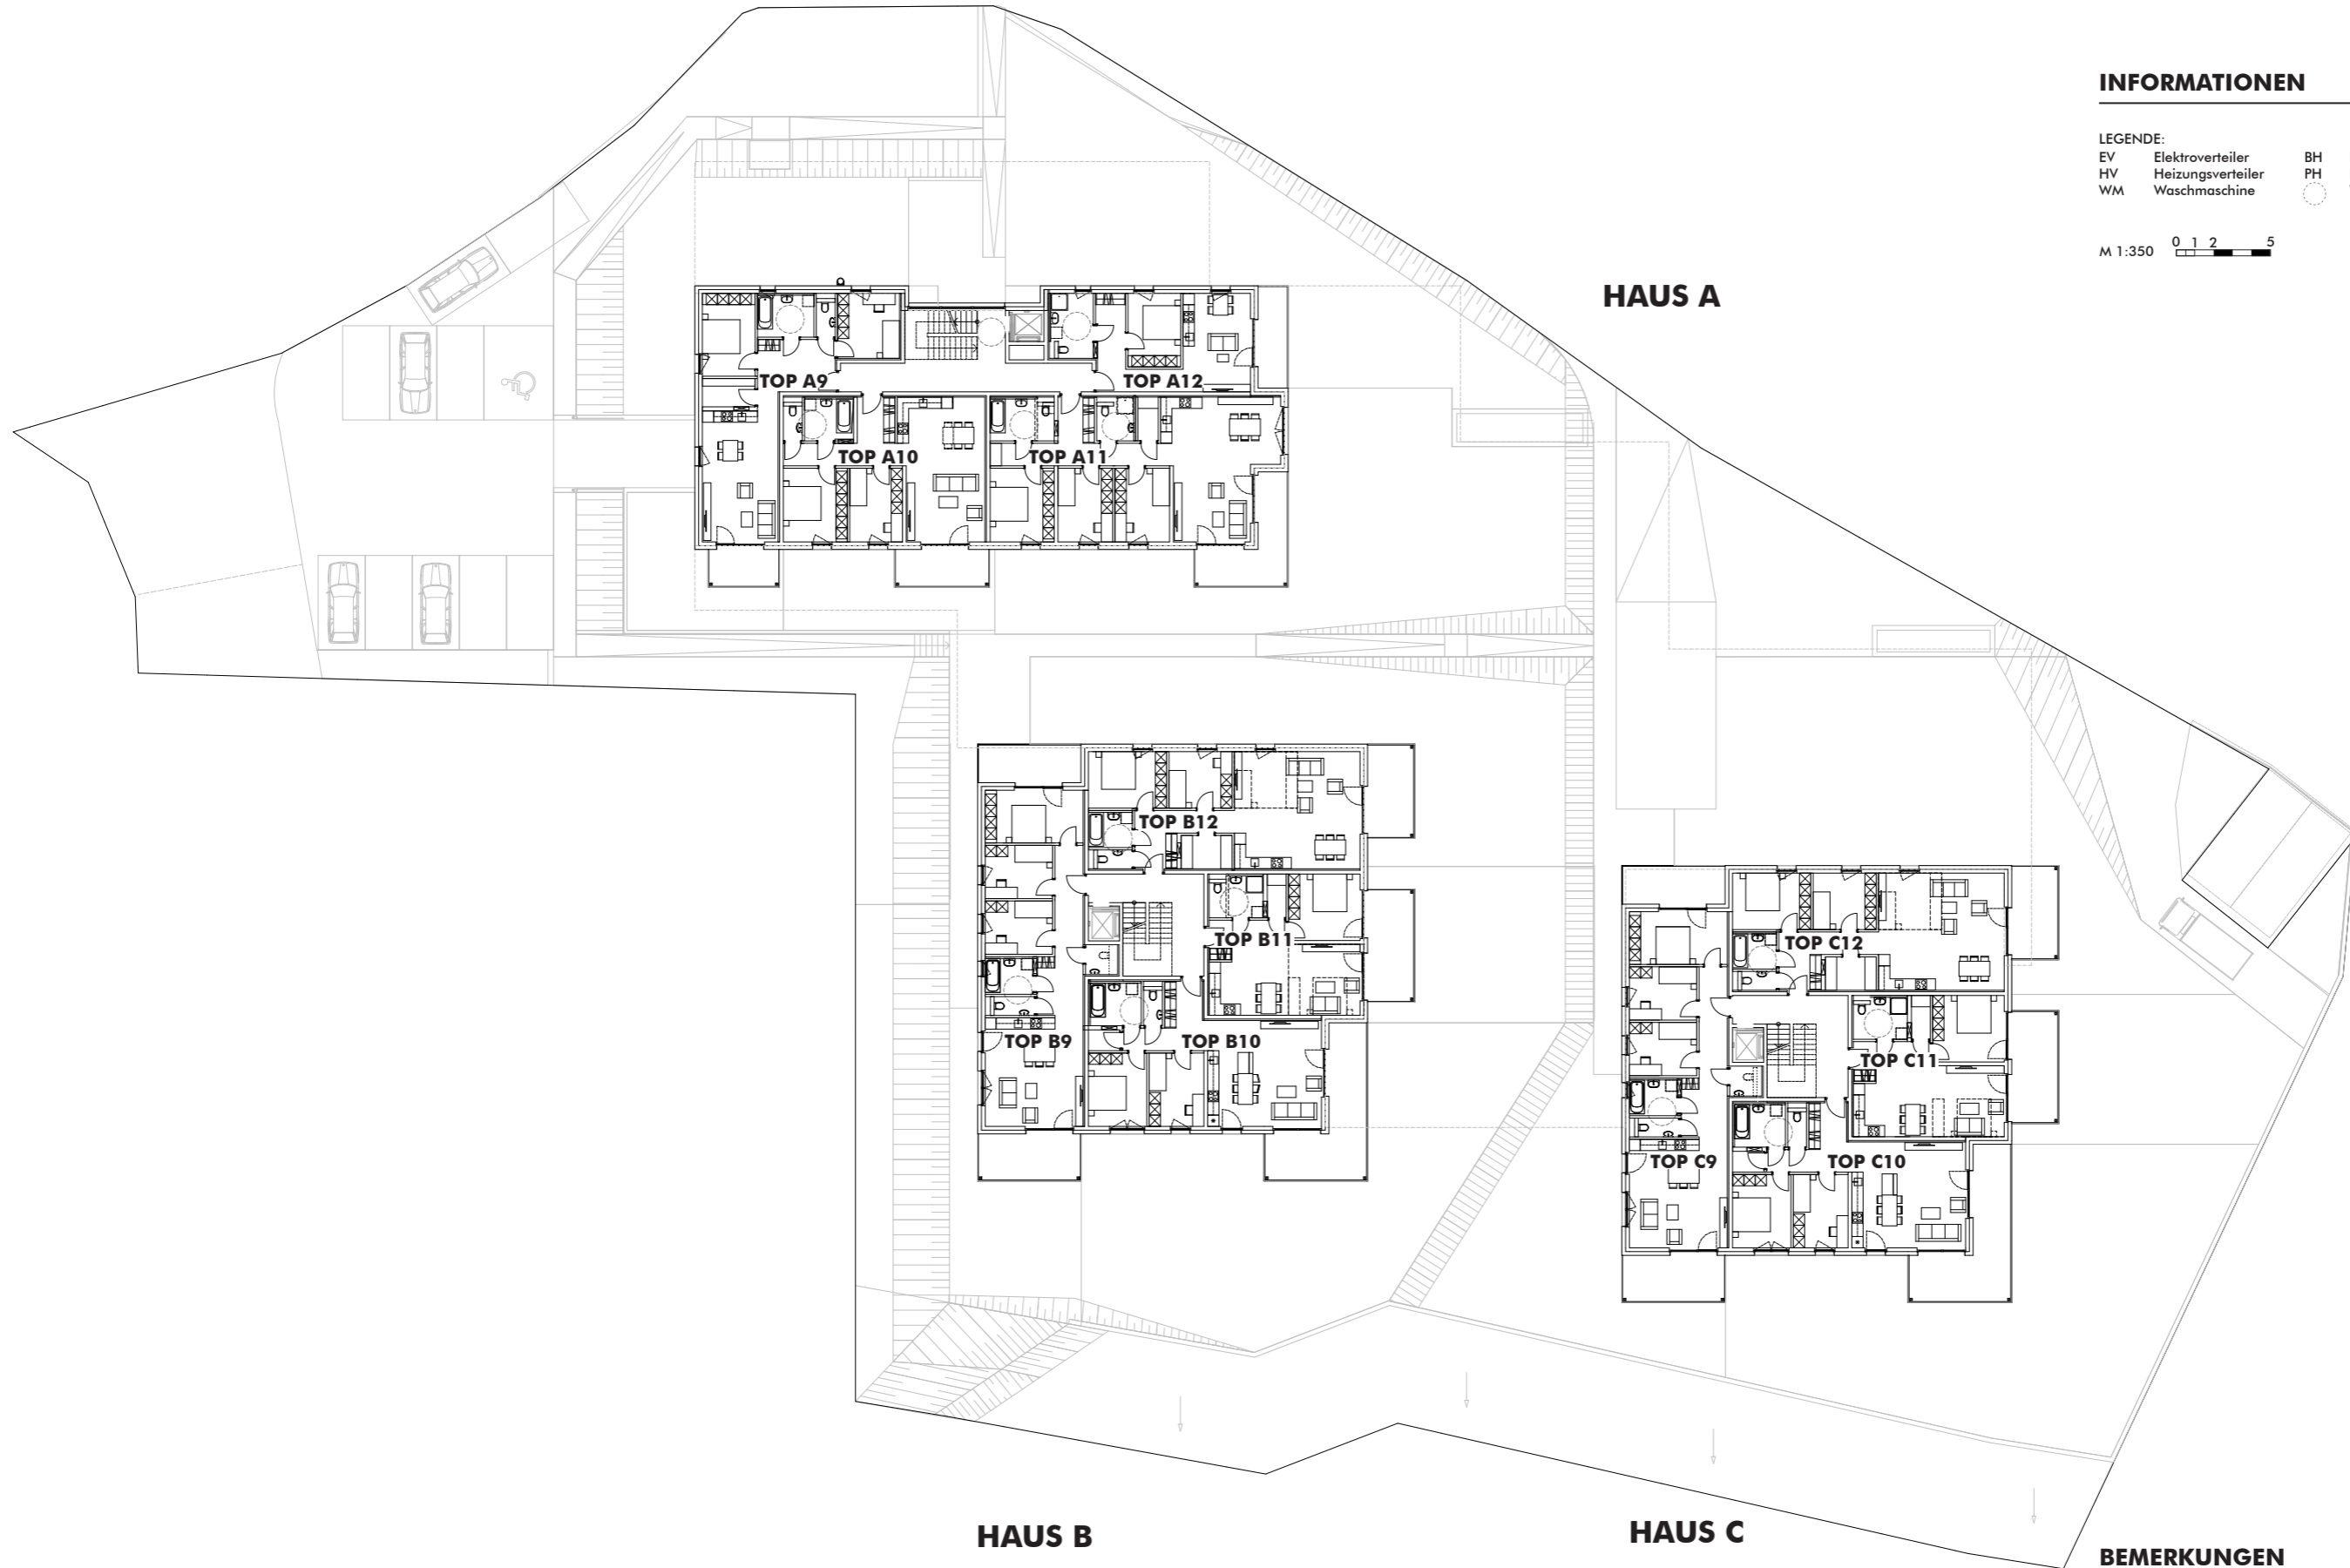 INFORMATIONEN
LEGENDE:
EV Elektroverteiler BH
HV Heizungsverteiler PH
WM Waschmaschine
0 1 2 5
M 1:350
HAUS A
TOP A9
TOP A12
TOP A10
TOP A11
TOP B12
TOP B11
TOP B9
TOP B10
TOP C12
TOP C11
TOP C9
TOP C10
HAUS B
HAUS C
BEMERKUNGEN